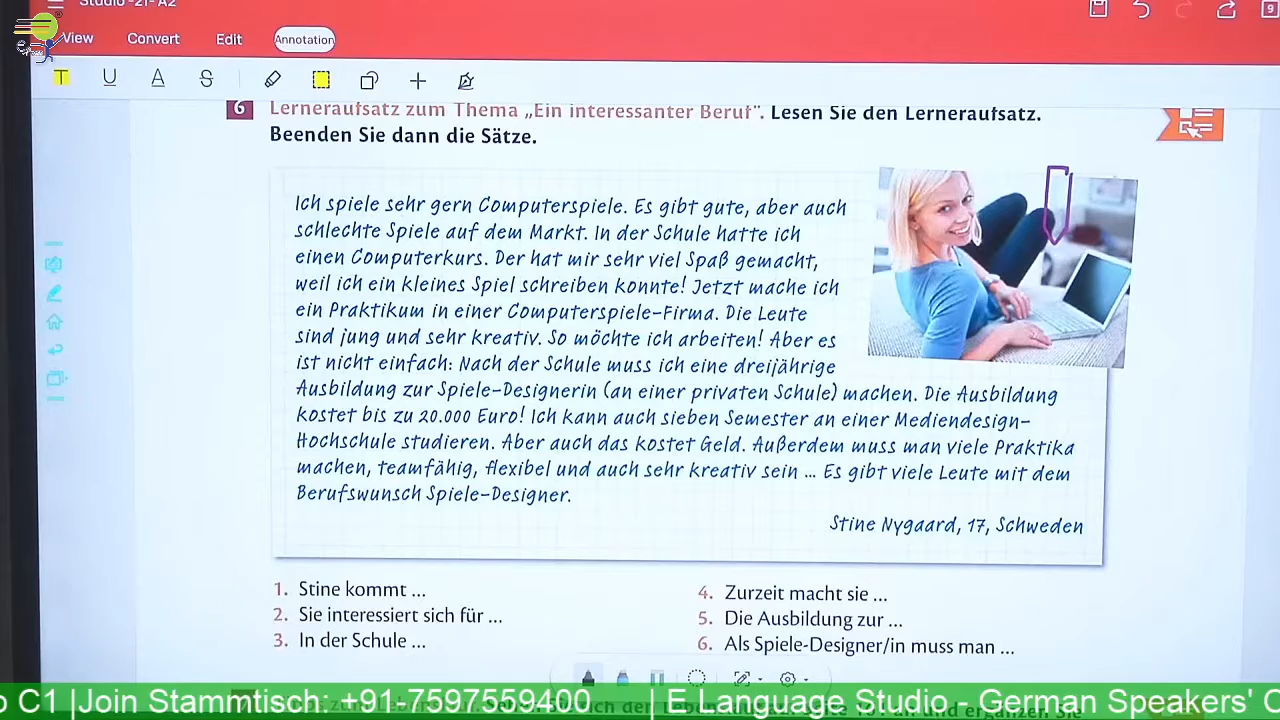 Studio -21- A2
View Convert Edit Annotation
T U A S
6 Lerneraufsatz zum Thema „Ein interessanter Beruf". Lesen Sie den Lerneraufsatz.
Beenden Sie dann die Sätze.
Ich spiele sehr gern Computerspiele. Es gibt gute, aber auch
schlechte Spiele auf dem Markt. In der Schule hatte ich
einen Computerkurs. Der hat mir sehr viel Spaß gemacht,
weil ich ein kleines Spiel schreiben konnte! Jetzt mache ich
ein Praktikum in einer Computerspiele-Firma. Die Leute
sind jung und sehr kreativ. So möchte ich arbeiten! Aber es
ist nicht einfach: Nach der Schule muss ich eine dreijährige
Ausbildung zur Spiele-Designerin (an einer privaten Schule) machen. Die Ausbildung
kostet bis zu 20.000 Euro! Ich kann auch sieben Semester an einer Mediendesign-
Hochschule studieren. Aber auch das kostet Geld. Außerdem muss man viele Praktika
machen, teamfähig, flexibel und auch sehr kreativ sein ... Es gibt viele Leute mit dem
Berufswunsch Spiele-Designer.
Stine Nygaard, 17, Schweden
1. Stine kommt ...
2. Sie interessiert sich für ...
3. In der Schule ...
4. Zurzeit macht sie ...
5. Die Ausbildung zur ...
6. Als Spiele-Designer/in muss man ...
C1 |Join Stammtisch: +91 7597559400 | E Language Studio - German Speakers'